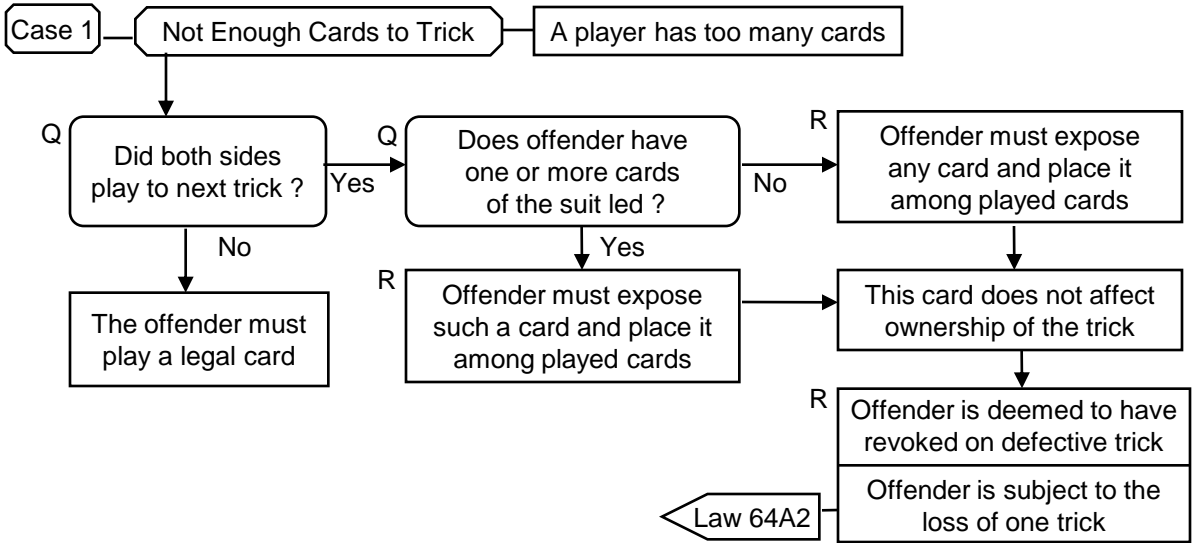 Case 1
Not Enough Cards to Trick
A player has too many cards
Q
Did both sides
play to next trick ?
Yes
Q
Does offender have
one or more cards
of the suit led ?
No
R
Offender must expose
any card and place it
among played cards
No
The offender must
play a legal card
Yes
R
Offender must expose
such a card and place it
among played cards
This card does not affect
ownership of the trick
R
Offender is deemed to have
revoked on defective trick
Offender is subject to the
loss of one trick
Law 64A2